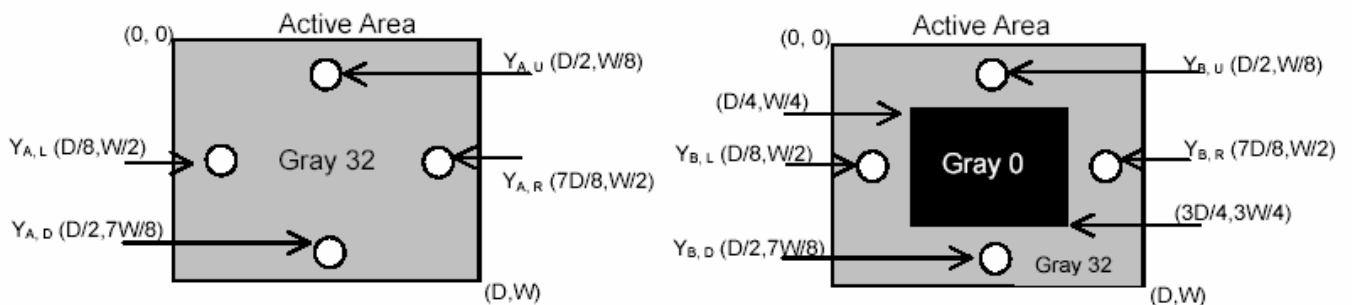 Active Area
(0, 0)
Y_A, U (D/2,W/8)
Y_A, L (D/8,W/2)
Gray 32
Y_A, R (7D/8,W/2)
Y_A, D (D/2,7W/8)
(D,W)
Active Area
(0, 0)
Y_B, U (D/2,W/8)
(D/4,W/4)
Y_B, L (D/8,W/2)
Gray 0
Y_B, R (7D/8,W/2)
(3D/4,3W/4)
Y_B, D (D/2,7W/8)
Gray 32
(D,W)